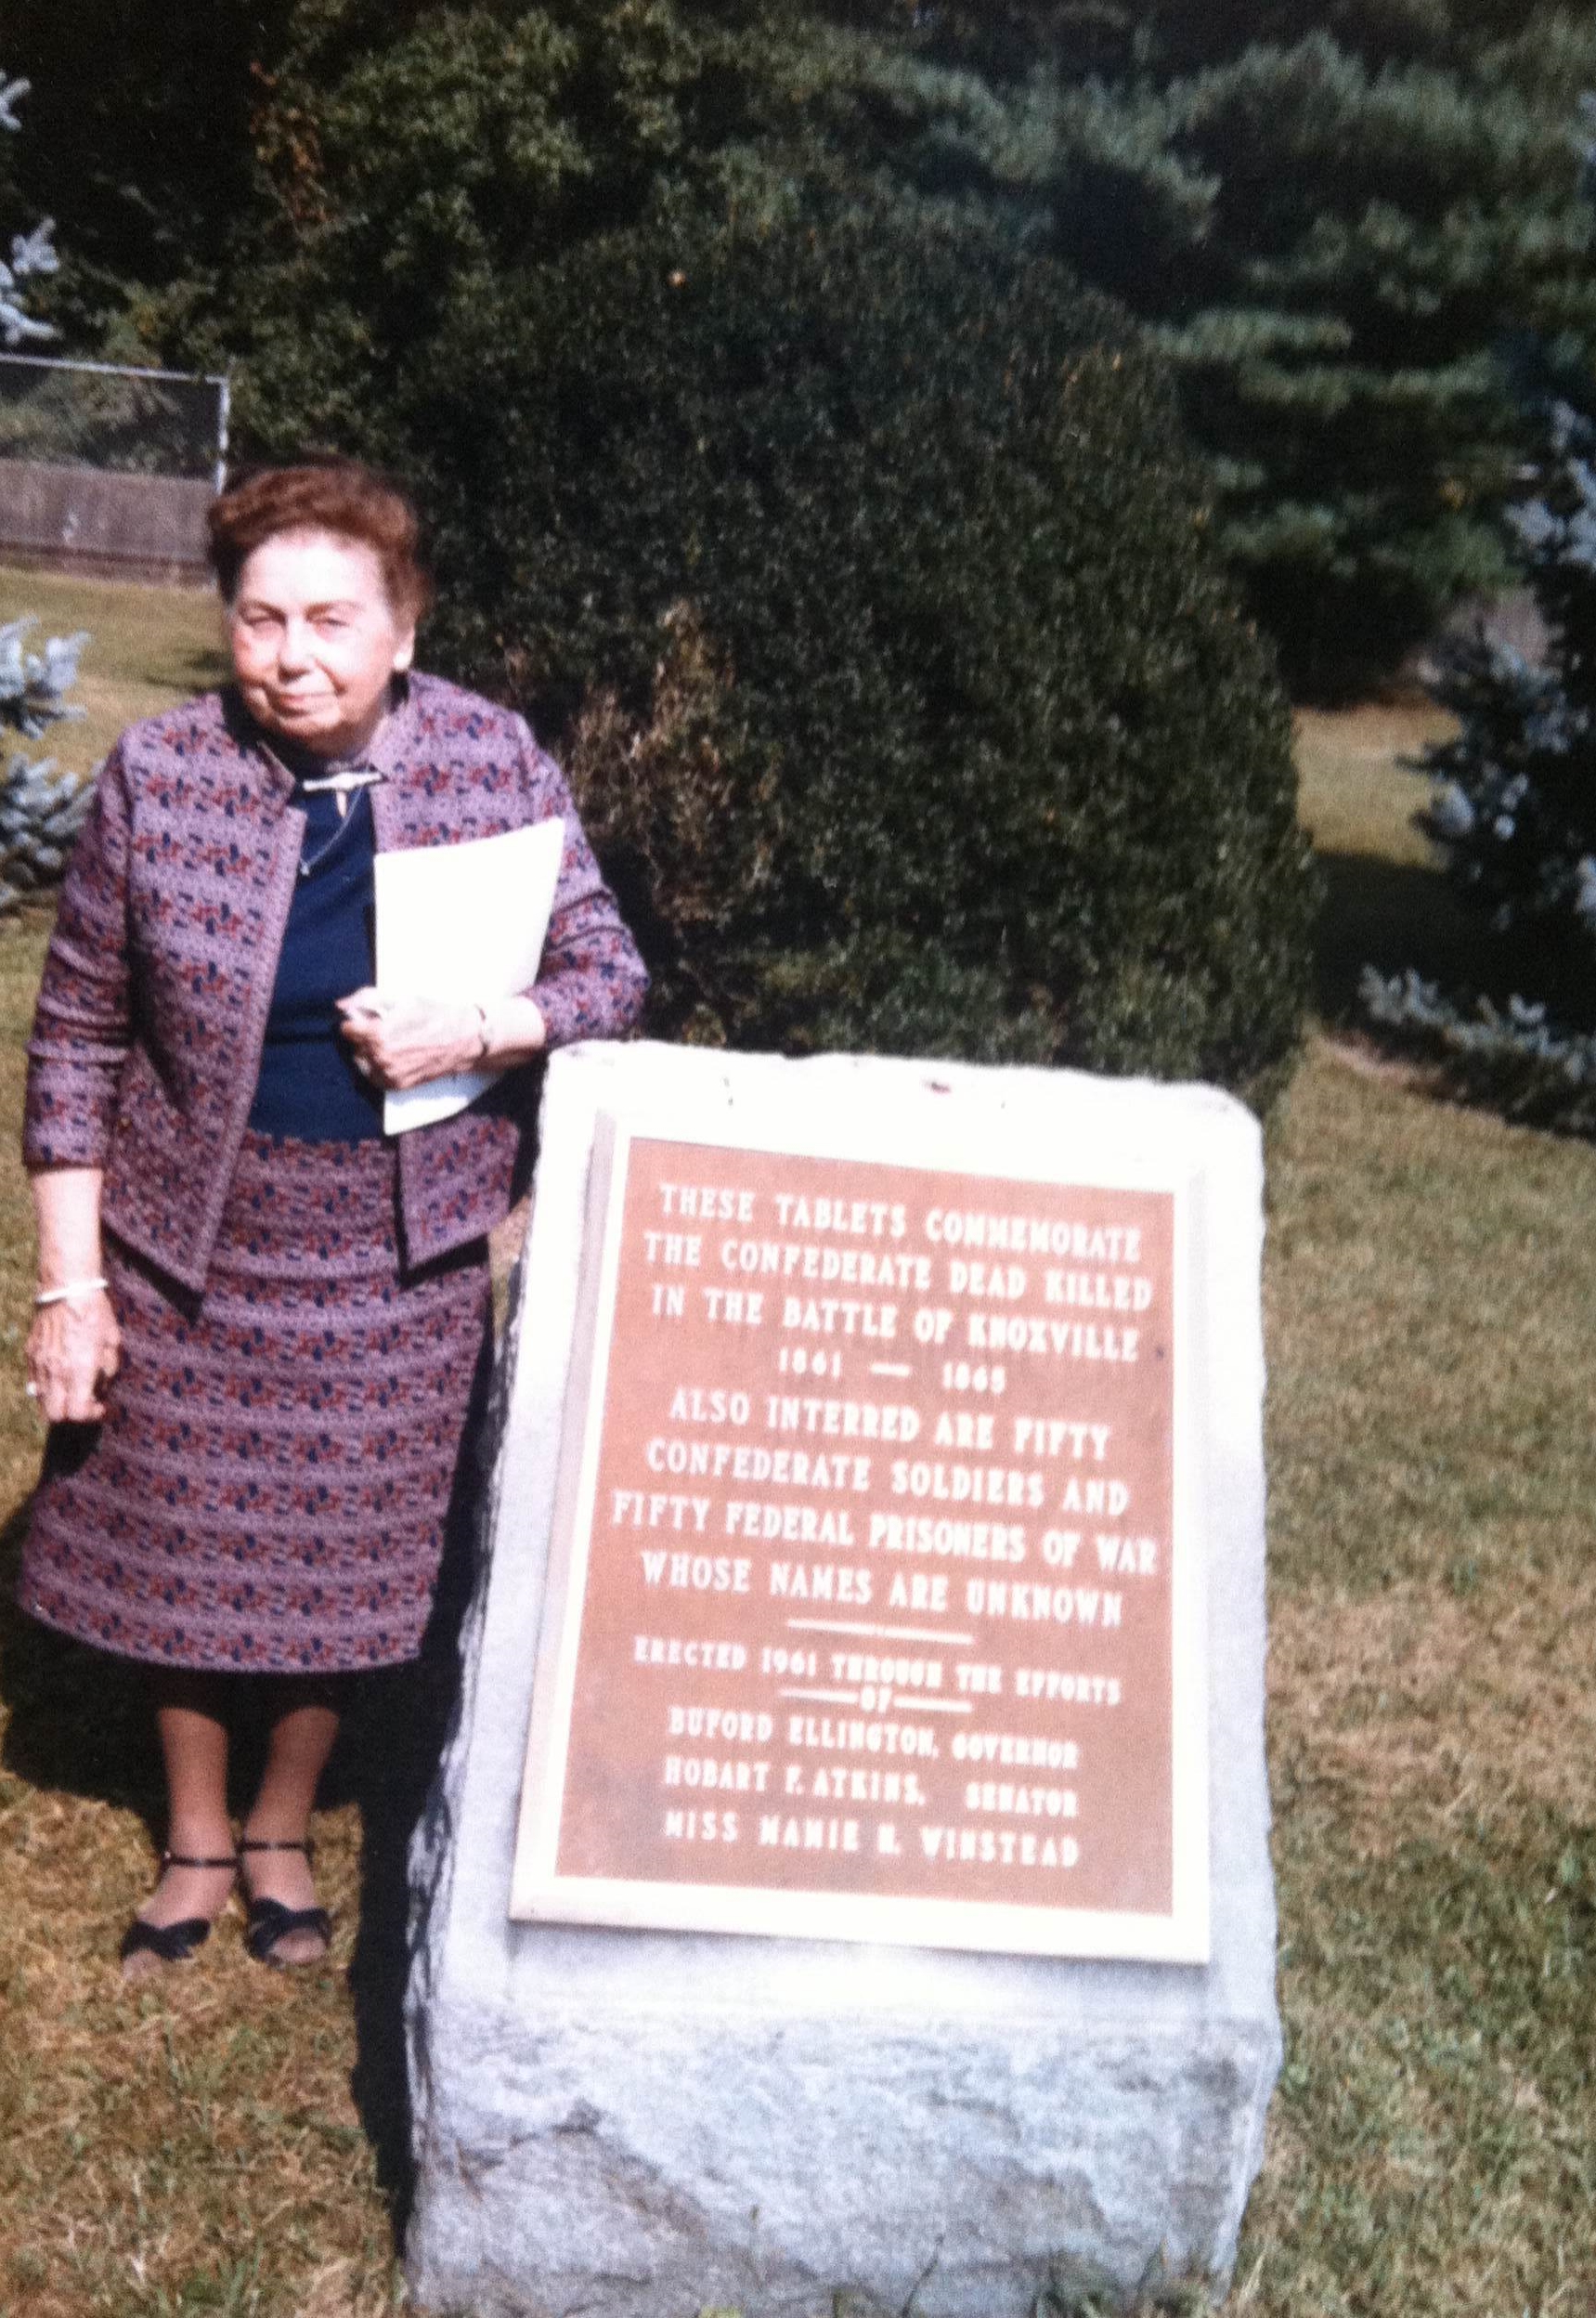 THESE TABLETS COMMEMORATE
THE CONFEDERATE DEAD KILLED
IN THE BATTLE OF KNOXVILLE
1861 — 1865
ALSO INTERRED ARE FIFTY
CONFEDERATE SOLDIERS AND
FIFTY FEDERAL PRISONERS OF WAR
WHOSE NAMES ARE UNKNOWN
ERECTED 1961 THROUGH THE EFFORTS
OF
BUFORD ELLINGTON, GOVERNOR
HOBART F. ATKINS, SENATOR
MISS MAMIE H. WINSTEAD